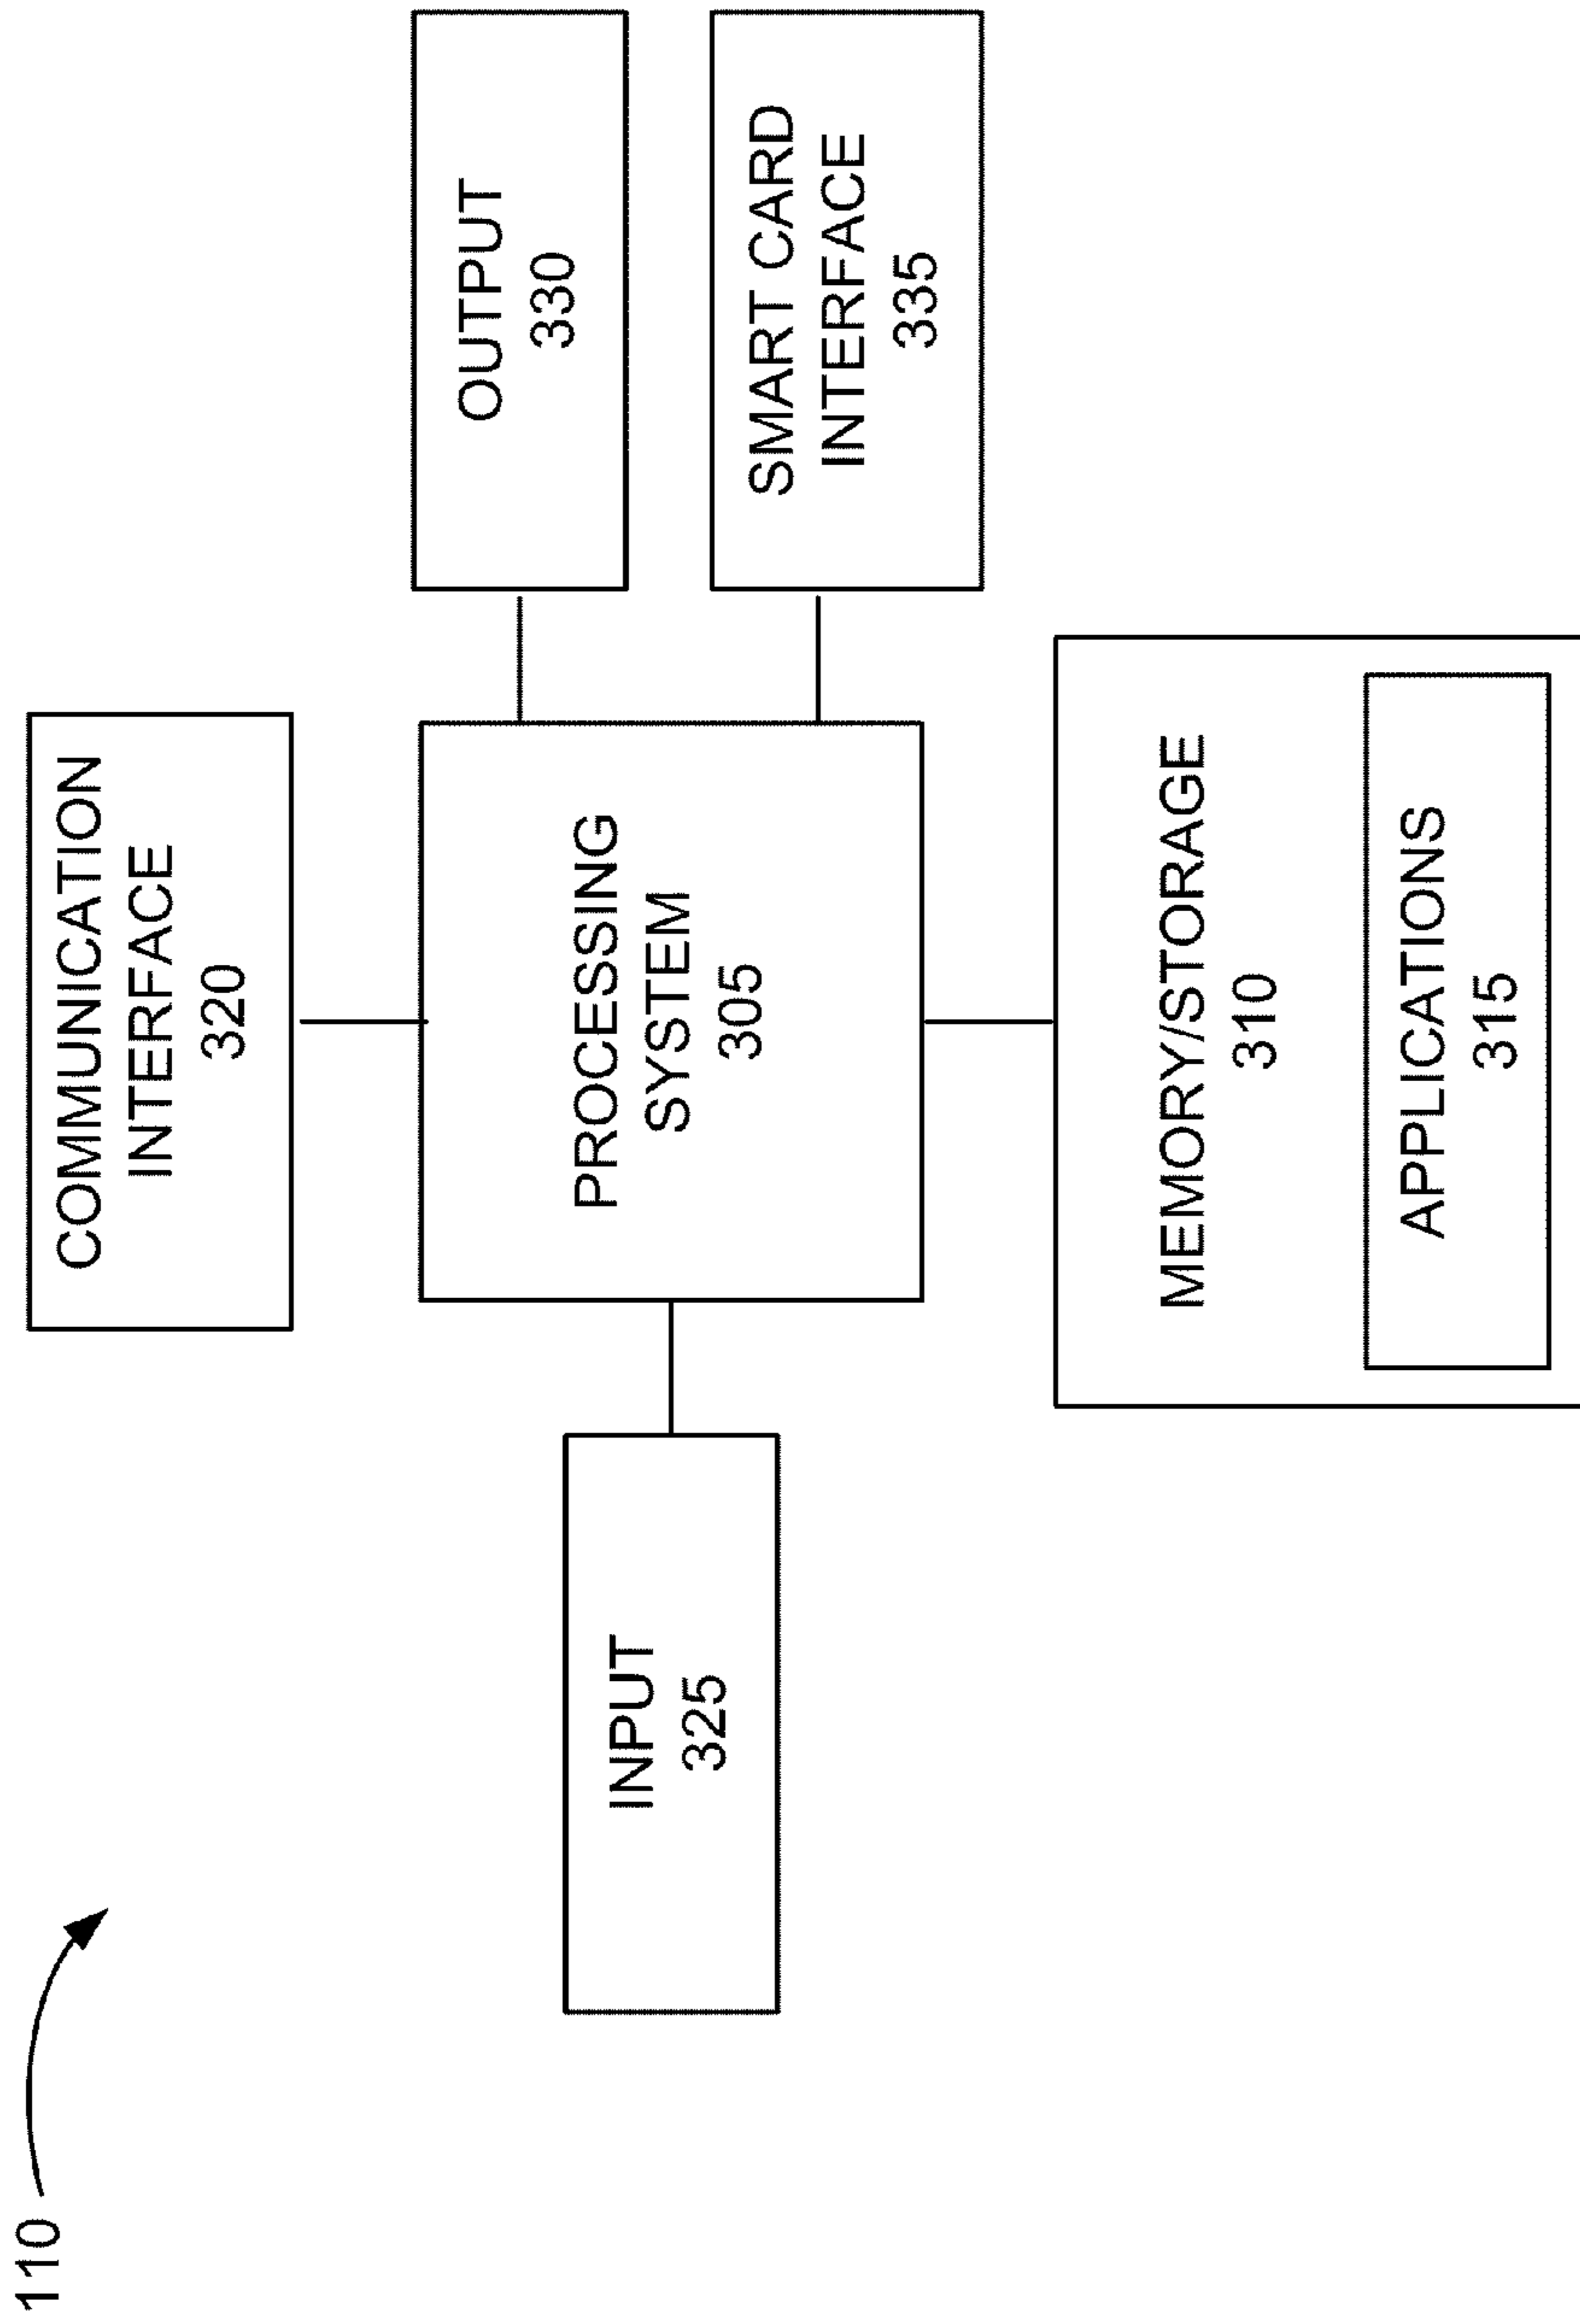 110
COMMUNICATION
INTERFACE
320
INPUT
325
PROCESSING
SYSTEM
305
OUTPUT
330
SMART CARD
INTERFACE
335
MEMORY/STORAGE
310
APPLICATIONS
315